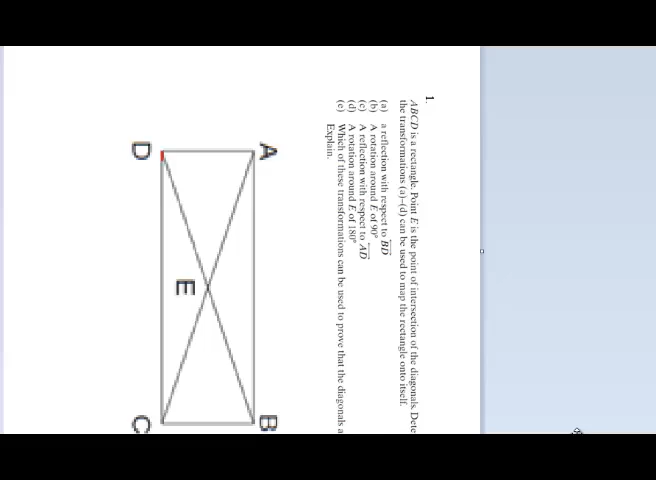 1.
ABCD is a rectangle. Point E is the point of intersection of the diagonals.
the transformations (a)–(d) can be used to map the rectangle onto itself.
(a) a reflection with respect to BD
(b) A rotation around E of 90°
(c) A reflection with respect to AD
(d) A rotation around E of 180°
(e) Which of these transformations can be used to prove that the diagonals
Explain.
A
B
E
D
C